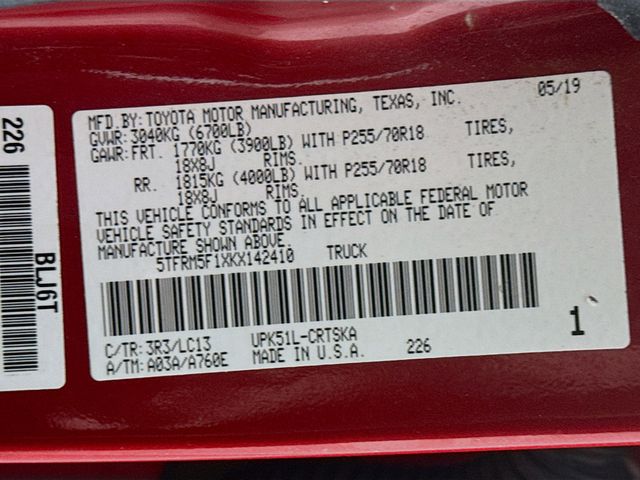 MFD.BY:TOYOTA MOTOR MANUFACTURING, TEXAS, INC. 05/19
GVWR:3040KG (6700LB)
GAWR:FRT. 1770KG (3900LB) WITH P255/70R18 TIRES,
18X8J RIMS.
RR. 1815KG (4000LB) WITH P255/70R18 TIRES,
18X8J RIMS.
THIS VEHICLE CONFORMS TO ALL APPLICABLE FEDERAL MOTOR
VEHICLE SAFETY STANDARDS IN EFFECT ON THE DATE OF
MANUFACTURE SHOWN ABOVE.
5TFRM5F1XKX142410 TRUCK
1
C/TR:3R3/LC13 UPK51L-CRTSKA
A/TM:A03A/A760E MADE IN U.S.A. 226
226
BLJ6T